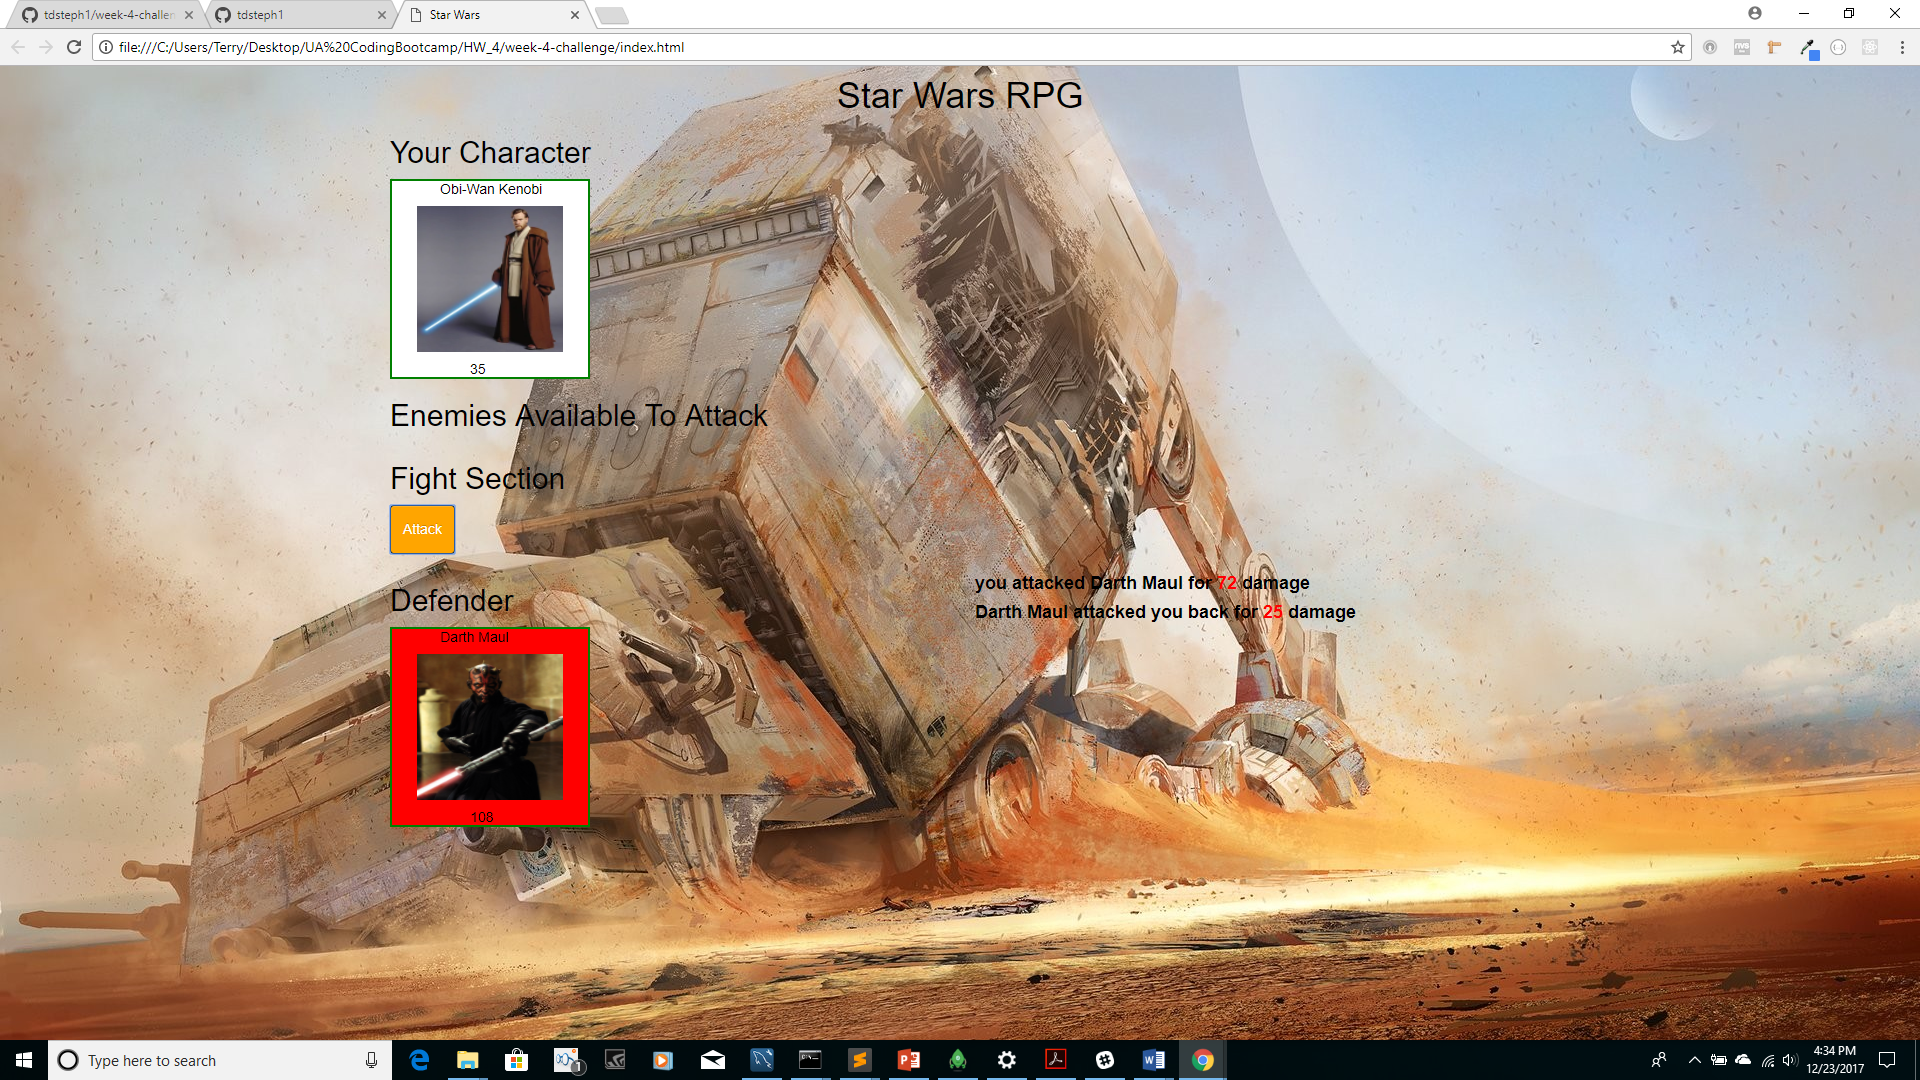 tdsteph1/week-4-challen
tdsteph1
Star Wars
file:///C:/Users/Terry/Desktop/UA%20CodingBootcamp/HW_4/week-4-challenge/index.html
Star Wars RPG
Your Character
Obi-Wan Kenobi
35
Enemies Available To Attack
Fight Section
Attack
you attacked Darth Maul for 72 damage
Darth Maul attacked you back for 25 damage
Defender
Darth Maul
108
Type here to search
1
4:34 PM
12/23/2017